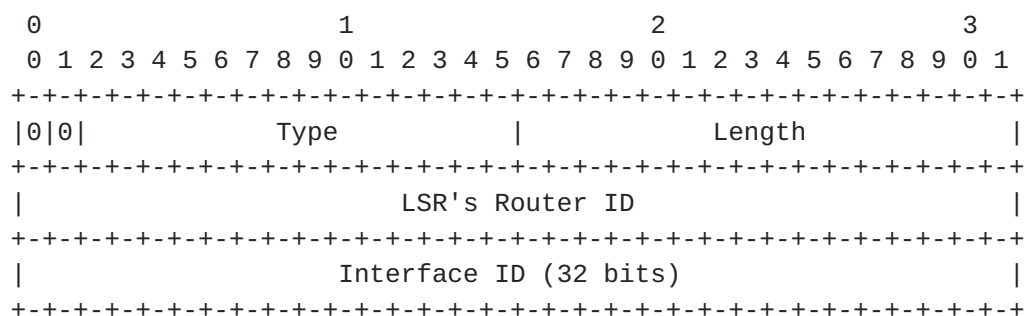 0                   1                   2                   3
 0 1 2 3 4 5 6 7 8 9 0 1 2 3 4 5 6 7 8 9 0 1 2 3 4 5 6 7 8 9 0 1
+-+-+-+-+-+-+-+-+-+-+-+-+-+-+-+-+-+-+-+-+-+-+-+-+-+-+-+-+-+-+-+-+
|0|0|            Type           |            Length             |
+-+-+-+-+-+-+-+-+-+-+-+-+-+-+-+-+-+-+-+-+-+-+-+-+-+-+-+-+-+-+-+-+
|                        LSR's Router ID                        |
+-+-+-+-+-+-+-+-+-+-+-+-+-+-+-+-+-+-+-+-+-+-+-+-+-+-+-+-+-+-+-+-+
|                    Interface ID (32 bits)                     |
+-+-+-+-+-+-+-+-+-+-+-+-+-+-+-+-+-+-+-+-+-+-+-+-+-+-+-+-+-+-+-+-+